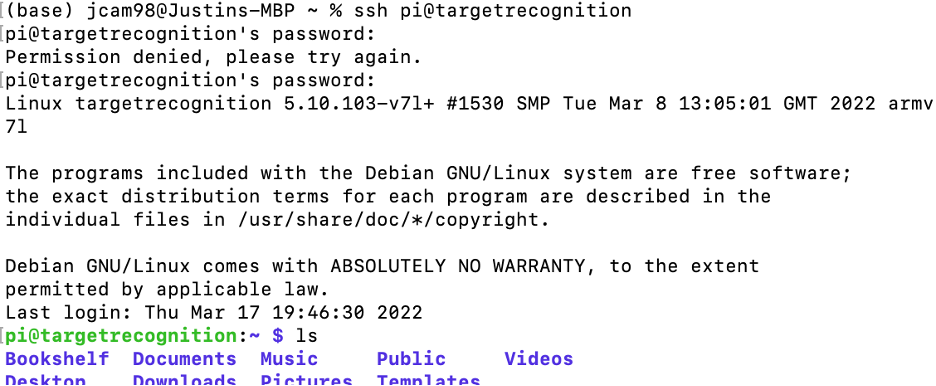 (base) jcam98@Justins-MBP ~ % ssh pi@targetrecognition
pi@targetrecognition's password:
Permission denied, please try again.
pi@targetrecognition's password:
Linux targetrecognition 5.10.103-v7l+ #1530 SMP Tue Mar 8 13:05:01 GMT 2022 armv
7l
The programs included with the Debian GNU/Linux system are free software;
the exact distribution terms for each program are described in the
individual files in /usr/share/doc/*/copyright.
Debian GNU/Linux comes with ABSOLUTELY NO WARRANTY, to the extent
permitted by applicable law.
Last login: Thu Mar 17 19:46:30 2022
pi@targetrecognition:~ $ ls
Bookshelf Documents Music Public Videos
Desktop Downloads Pictures Templates